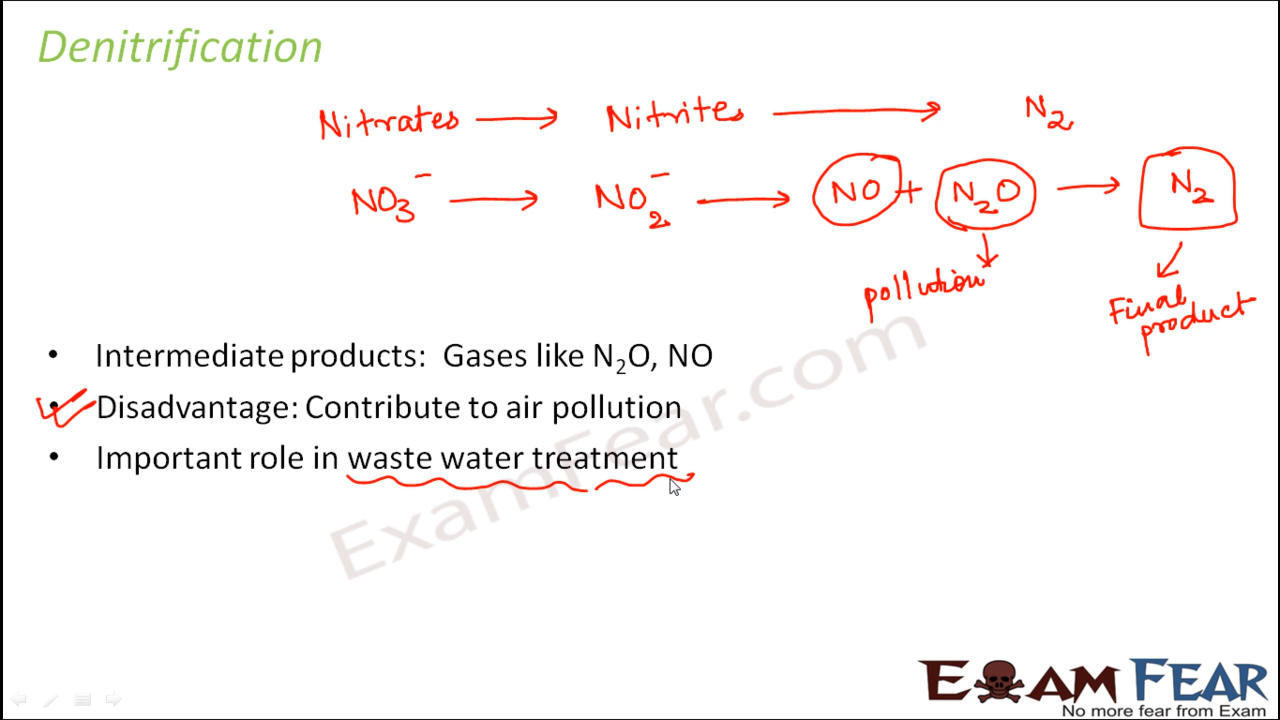 Denitrification
Nitrates → Nitrites → N₂
NO₃⁻ → NO₂⁻ → NO + N₂O → N₂
pollution
Final
product
• Intermediate products: Gases like N₂O, NO
• Disadvantage: Contribute to air pollution
• Important role in waste water treatment
ExamFear.com
EXAM FEAR
No more fear from Exam